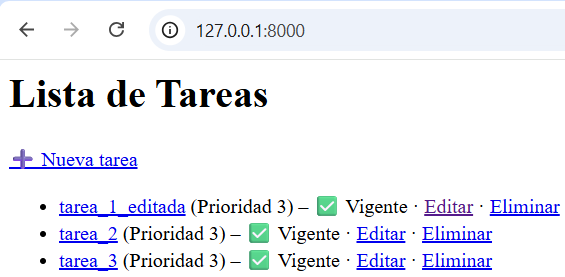 127.0.0.1:8000
Lista de Tareas
➕ Nueva tarea
• tarea_1_editada (Prioridad 3) – ✅ Vigente · Editar · Eliminar
• tarea_2 (Prioridad 3) – ✅ Vigente · Editar · Eliminar
• tarea_3 (Prioridad 3) – ✅ Vigente · Editar · Eliminar